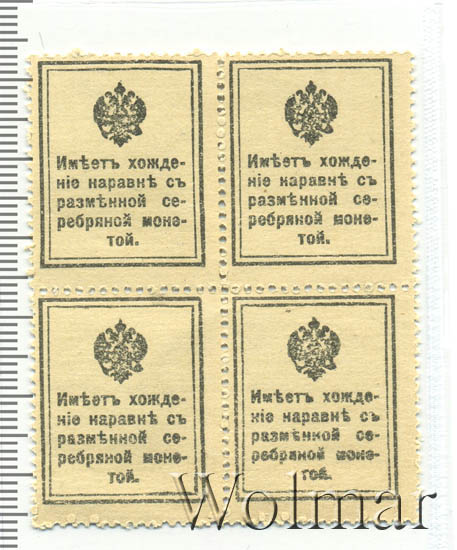 Имѣетъ хожде-
ніе наравнѣ съ
размѣнной се-
ребряной моне-
той.
Имѣетъ хожде-
ніе наравнѣ съ
размѣнной се-
ребряной моне-
той.
Имѣетъ хожде-
ніе наравнѣ съ
размѣнной се-
ребряной моне-
той.
Имѣетъ хожде-
ніе наравнѣ съ
размѣнной се-
ребряной моне-
той.
Wolmar